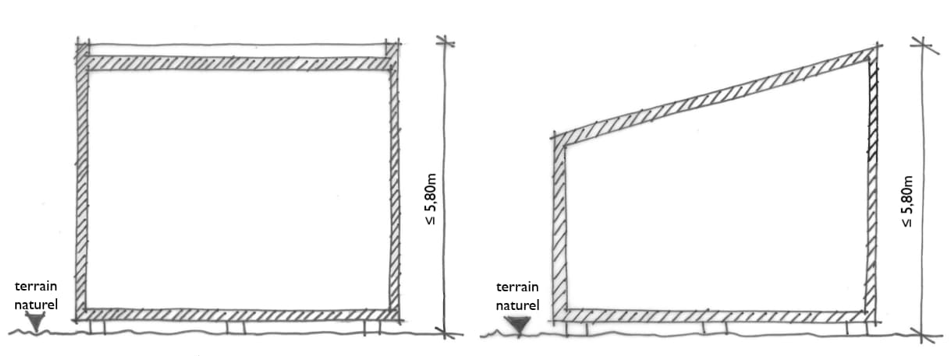 ≤ 5,80m
terrain
naturel
≤ 5,80m
terrain
naturel